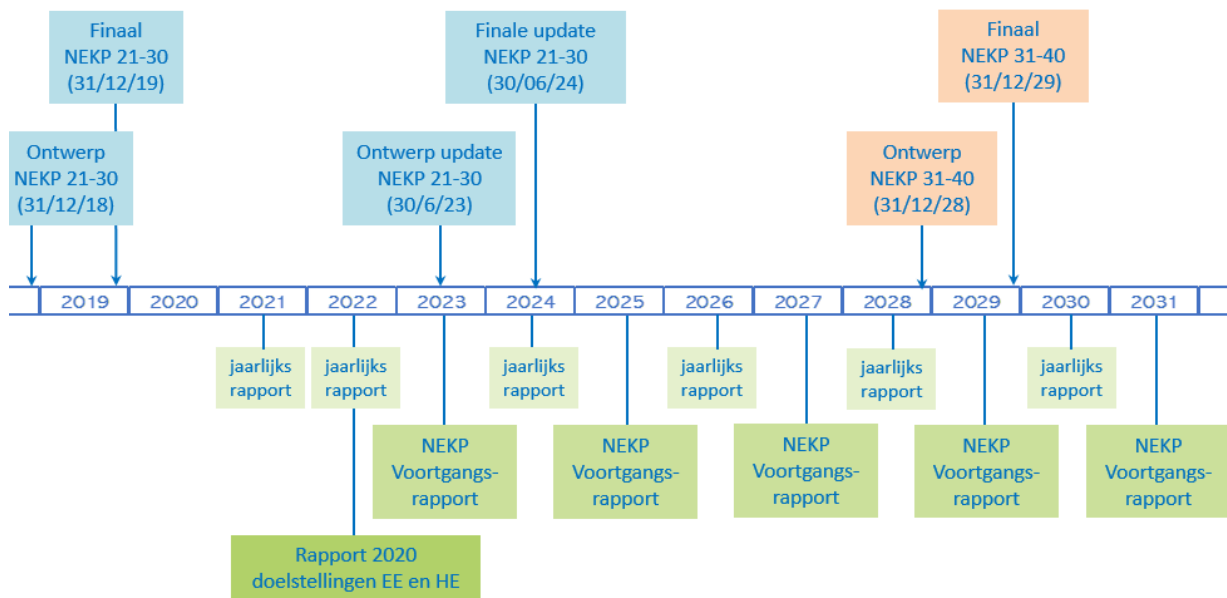 Finaal
NEKP 21-30
(31/12/19)
Finale update
NEKP 21-30
(30/06/24)
Finaal
NEKP 31-40
(31/12/29)
Ontwerp
NEKP 21-30
(31/12/18)
Ontwerp update
NEKP 21-30
(30/6/23)
Ontwerp
NEKP 31-40
(31/12/28)
2019 2020 2021 2022 2023 2024 2025 2026 2027 2028 2029 2030 2031
jaarlijks
rapport
jaarlijks
rapport
jaarlijks
rapport
jaarlijks
rapport
jaarlijks
rapport
jaarlijks
rapport
NEKP
Voortgangs-
rapport
NEKP
Voortgangs-
rapport
NEKP
Voortgangs-
rapport
NEKP
Voortgangs-
rapport
NEKP
Voortgangs-
rapport
Rapport 2020
doelstellingen EE en HE